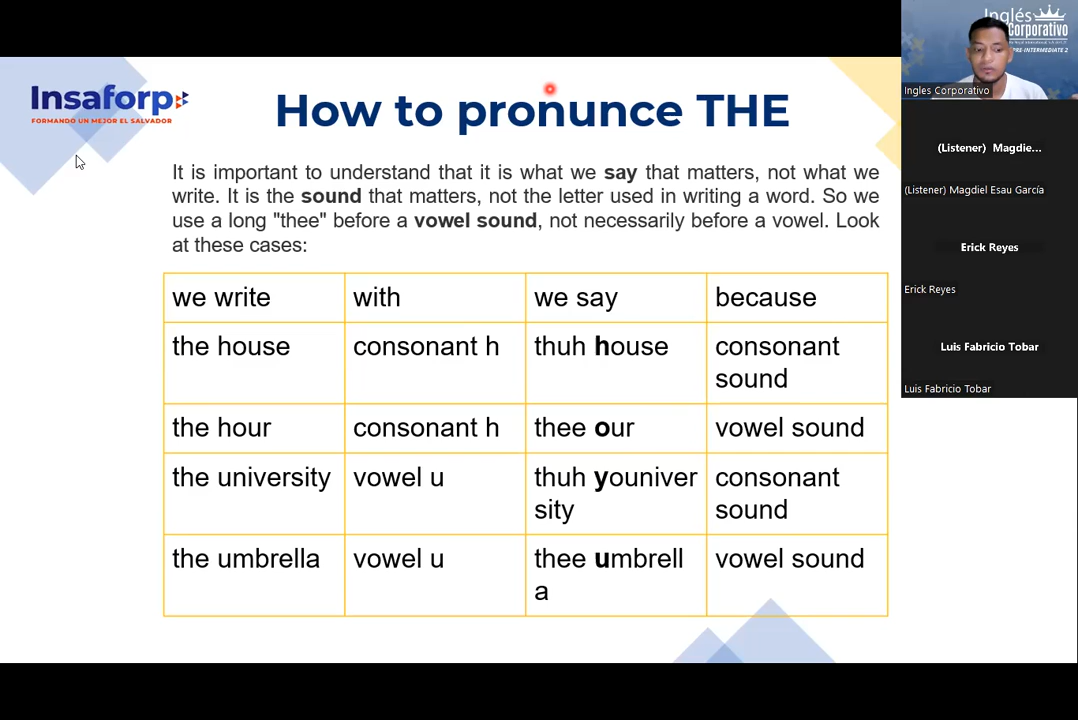 Insaforp
FORMANDO UN MEJOR EL SALVADOR
How to pronunce THE
It is important to understand that it is what we say that matters, not what we
write. It is the sound that matters, not the letter used in writing a word. So we
use a long "thee" before a vowel sound, not necessarily before a vowel. Look
at these cases:
we write with we say because
the house consonant h thuh house consonant
sound
the hour consonant h thee our vowel sound
the university vowel u thuh youniver
sity consonant
sound
the umbrella vowel u thee umbrell
a vowel sound
Inglés
Corporativo
PRE-INTERMEDIATE 2
Ingles Corporativo
(Listener) Magdie...
(Listener) Magdiel Esau García
Erick Reyes
Erick Reyes
Luis Fabricio Tobar
Luis Fabricio Tobar